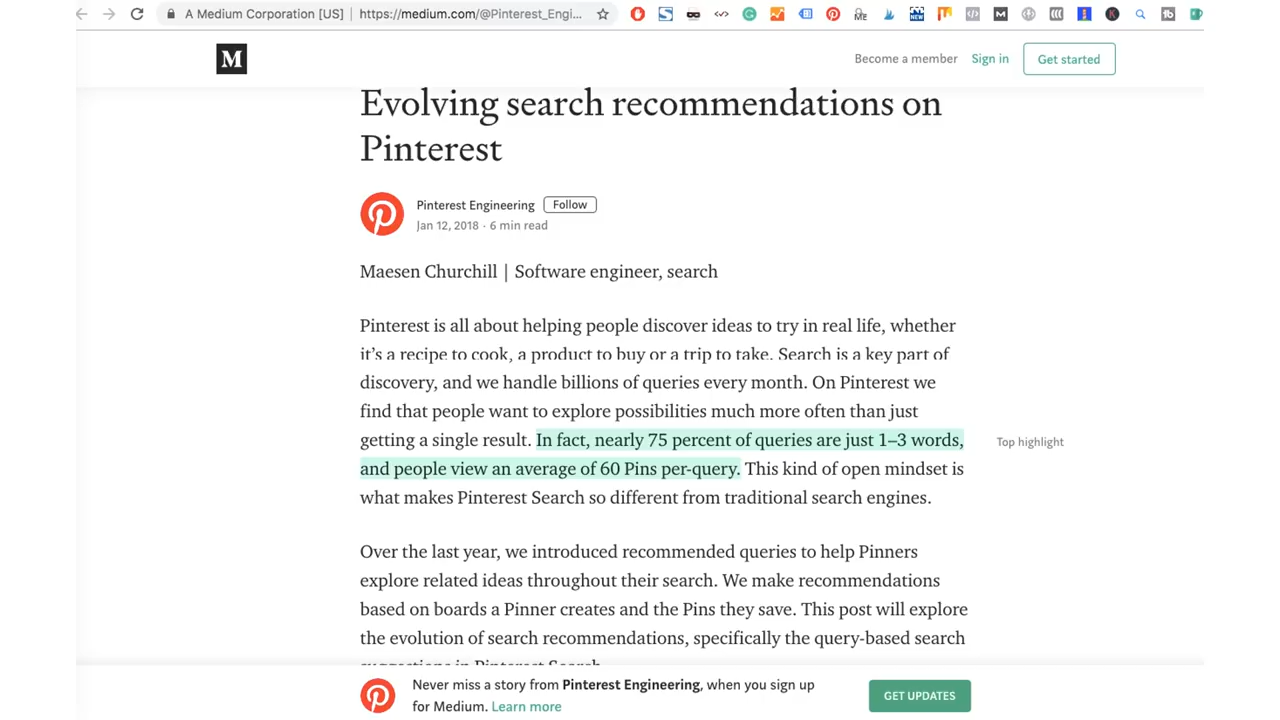 A Medium Corporation [US] | https://medium.com/@Pinterest_Engi...
M
Become a member Sign in Get started
Evolving search recommendations on
Pinterest
Pinterest Engineering Follow
Jan 12, 2018 · 6 min read
Maesen Churchill | Software engineer, search
Pinterest is all about helping people discover ideas to try in real life, whether
it’s a recipe to cook, a product to buy or a trip to take. Search is a key part of
discovery, and we handle billions of queries every month. On Pinterest we
find that people want to explore possibilities much more often than just
getting a single result. In fact, nearly 75 percent of queries are just 1–3 words,
Top highlight
and people view an average of 60 Pins per-query. This kind of open mindset is
what makes Pinterest Search so different from traditional search engines.
Over the last year, we introduced recommended queries to help Pinners
explore related ideas throughout their search. We make recommendations
based on boards a Pinner creates and the Pins they save. This post will explore
the evolution of search recommendations, specifically the query-based search
suggestions in Pinterest Search.
Never miss a story from Pinterest Engineering, when you sign up
for Medium. Learn more
GET UPDATES